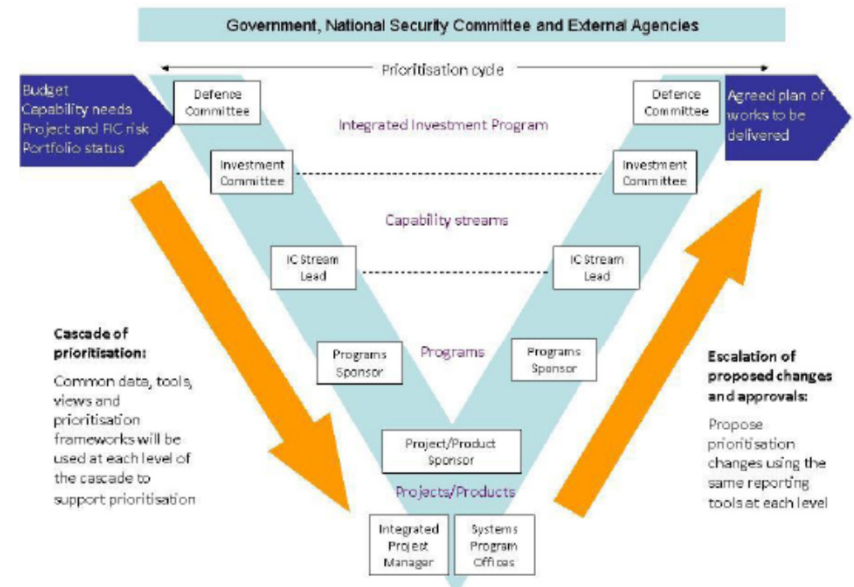 Government, National Security Committee and External Agencies
Prioritisation cycle
Budget
Capability needs
Project and FIC risk
Portfolio status
Defence
Committee
Integrated Investment Program
Defence
Committee
Agreed plan of
works to be
delivered
Investment
Committee
Investment
Committee
Capability streams
IC Stream
Lead
IC Stream
Lead
Cascade of
prioritisation:
Common data, tools,
views and
prioritisation
frameworks will be
used at each level of
the cascade to
support prioritisation
Programs
Sponsor
Programs
Programs
Sponsor
Escalation of
proposed changes
and approvals:
Propose
prioritisation
changes using the
same reporting
tools at each level
Project/Product
Sponsor
Projects/Products
Integrated
Project
Manager
Systems
Program
Offices